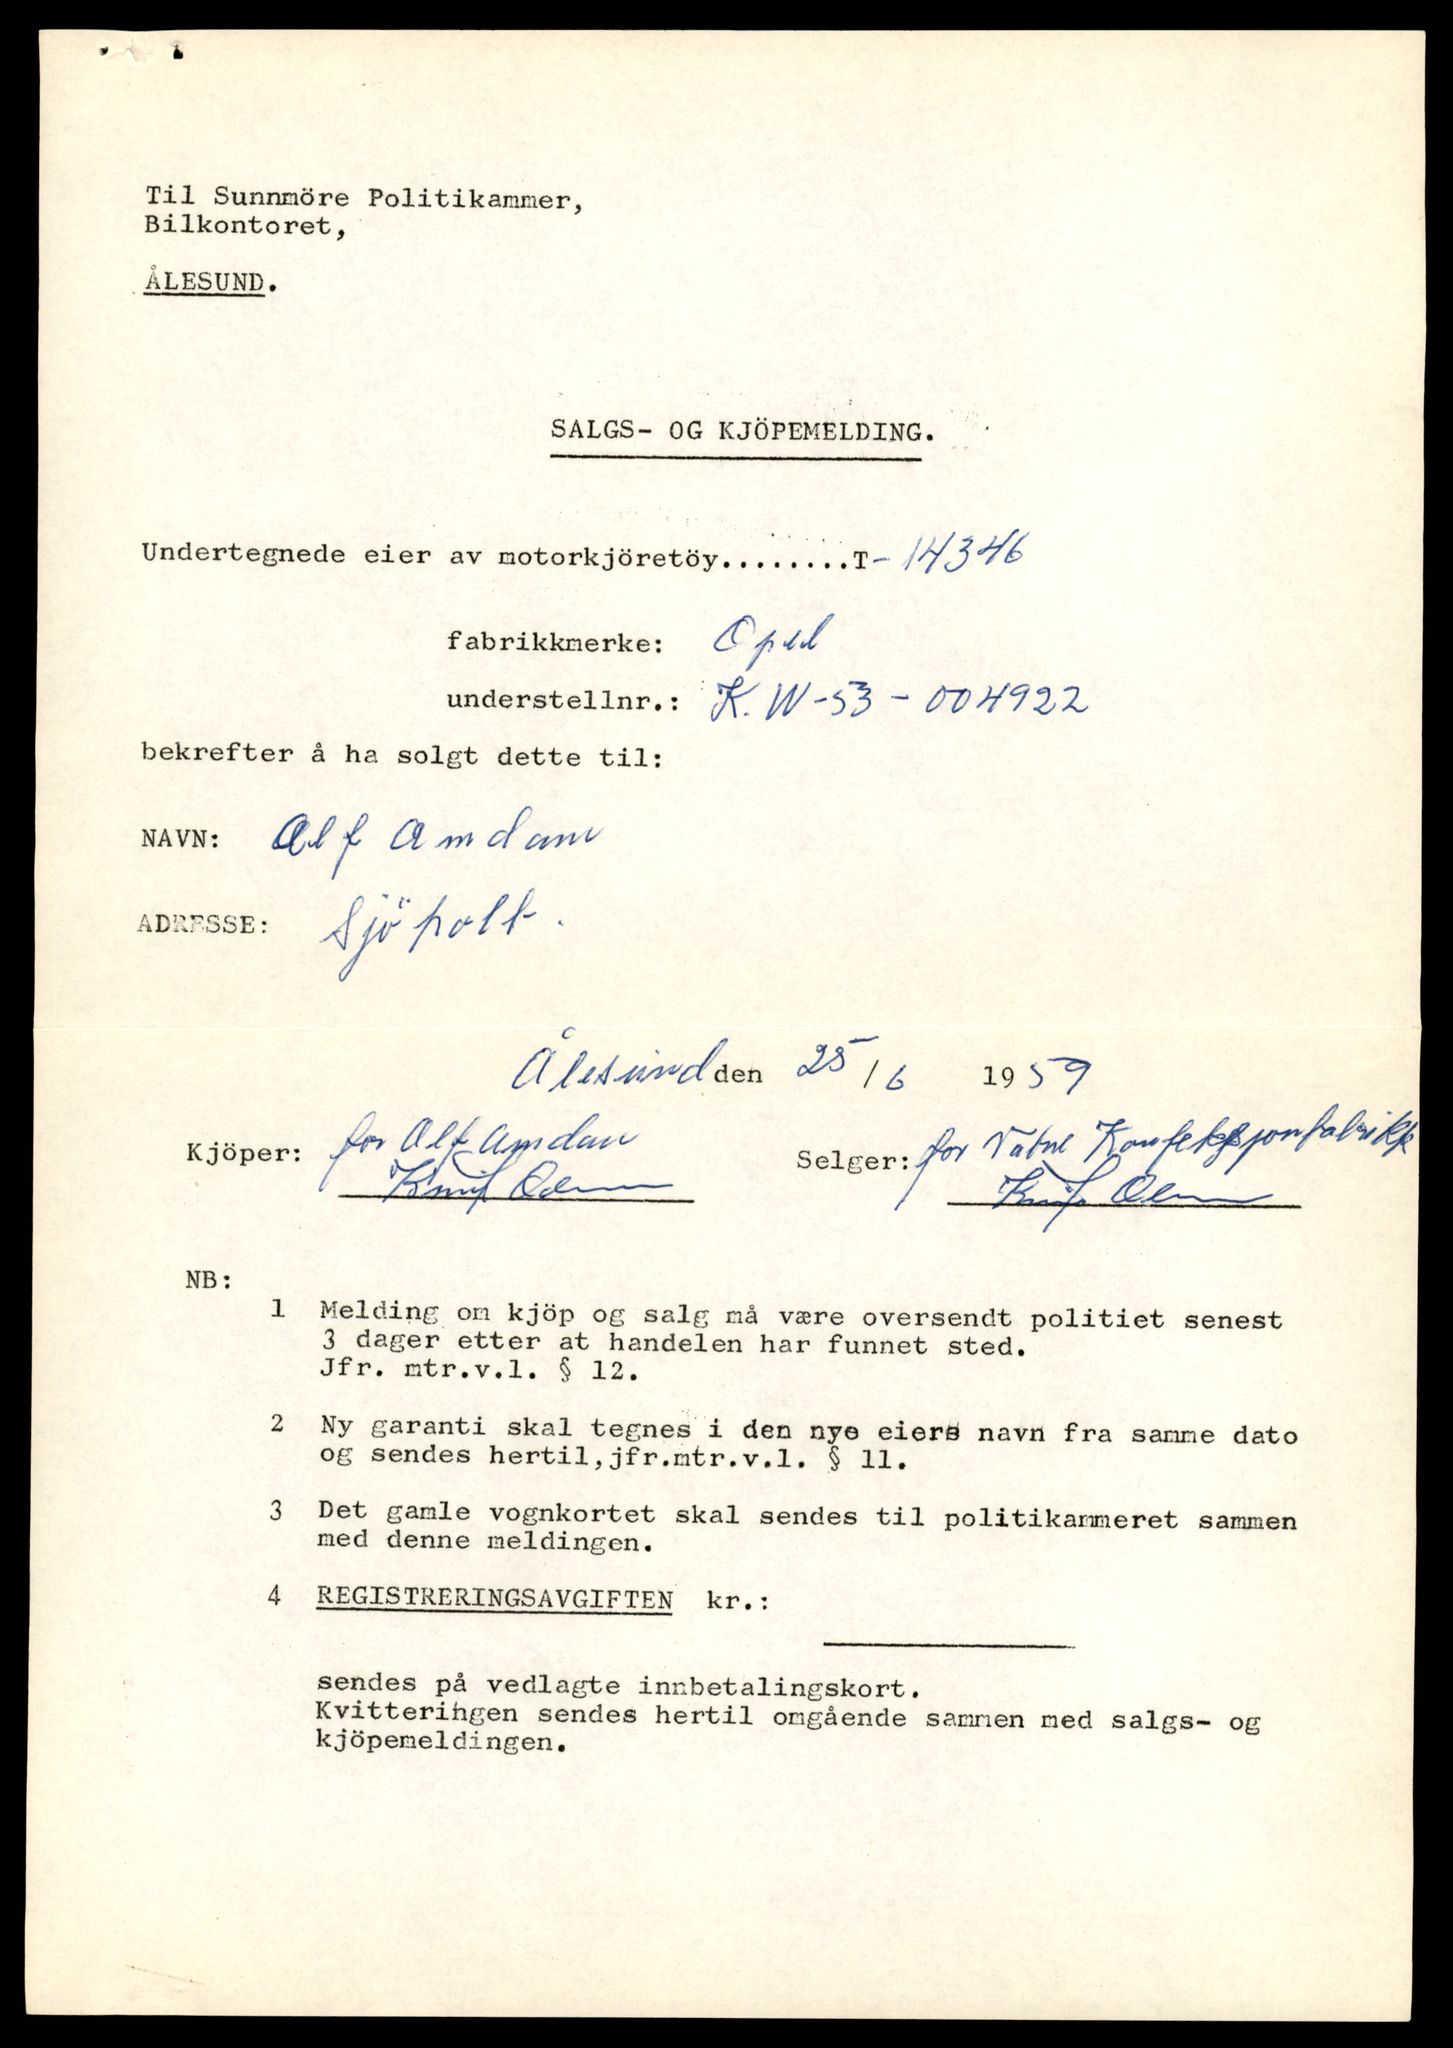 Til Sunnmöre Politikammer,
Bilkontoret,
ÅLESUND.
SALGS- OG KJÖPEMELDING.
Undertegnede eier av motorkjöretöy........T- 14346
fabrikkmerke: Opel
understellnr.: K.W-53-004922
bekrefter å ha solgt dette til:
NAVN: Alf Amdam
ADRESSE: Sjöholt.
Ålesund den 25/6 1959
Kjöper: for Alf Amdam
Selger: for Vatne Konfeksjonfabrikk
NB:
1 Melding om kjöp og salg må være oversendt politiet senest
3 dager etter at handelen har funnet sted.
Jfr. mtr.v.l. § 12.
2 Ny garanti skal tegnes i den nye eiers navn fra samme dato
og sendes hertil,jfr.mtr.v.l. § 11.
3 Det gamle vognkortet skal sendes til politikammeret sammen
med denne meldingen.
4 REGISTRERINGSAVGIFTEN kr.:
sendes på vedlagte innbetalingskort.
Kvitteringen sendes hertil omgående sammen med salgs- og
kjöpemeldingen.